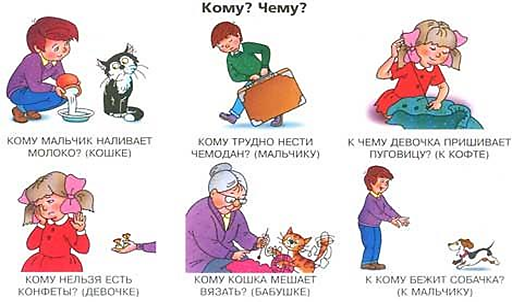 Кому? Чему?
КОМУ МАЛЬЧИК НАЛИВАЕТ
МОЛОКО? (КОШКЕ)
КОМУ ТРУДНО НЕСТИ
ЧЕМОДАН? (МАЛЬЧИКУ)
К ЧЕМУ ДЕВОЧКА ПРИШИВАЕТ
ПУГОВИЦУ? (К КОФТЕ)
КОМУ НЕЛЬЗЯ ЕСТЬ
КОНФЕТЫ? (ДЕВОЧКЕ)
КОМУ КОШКА МЕШАЕТ
ВЯЗАТЬ? (БАБУШКЕ)
К КОМУ БЕЖИТ СОБАЧКА?
(К МАЛЬЧИКУ)